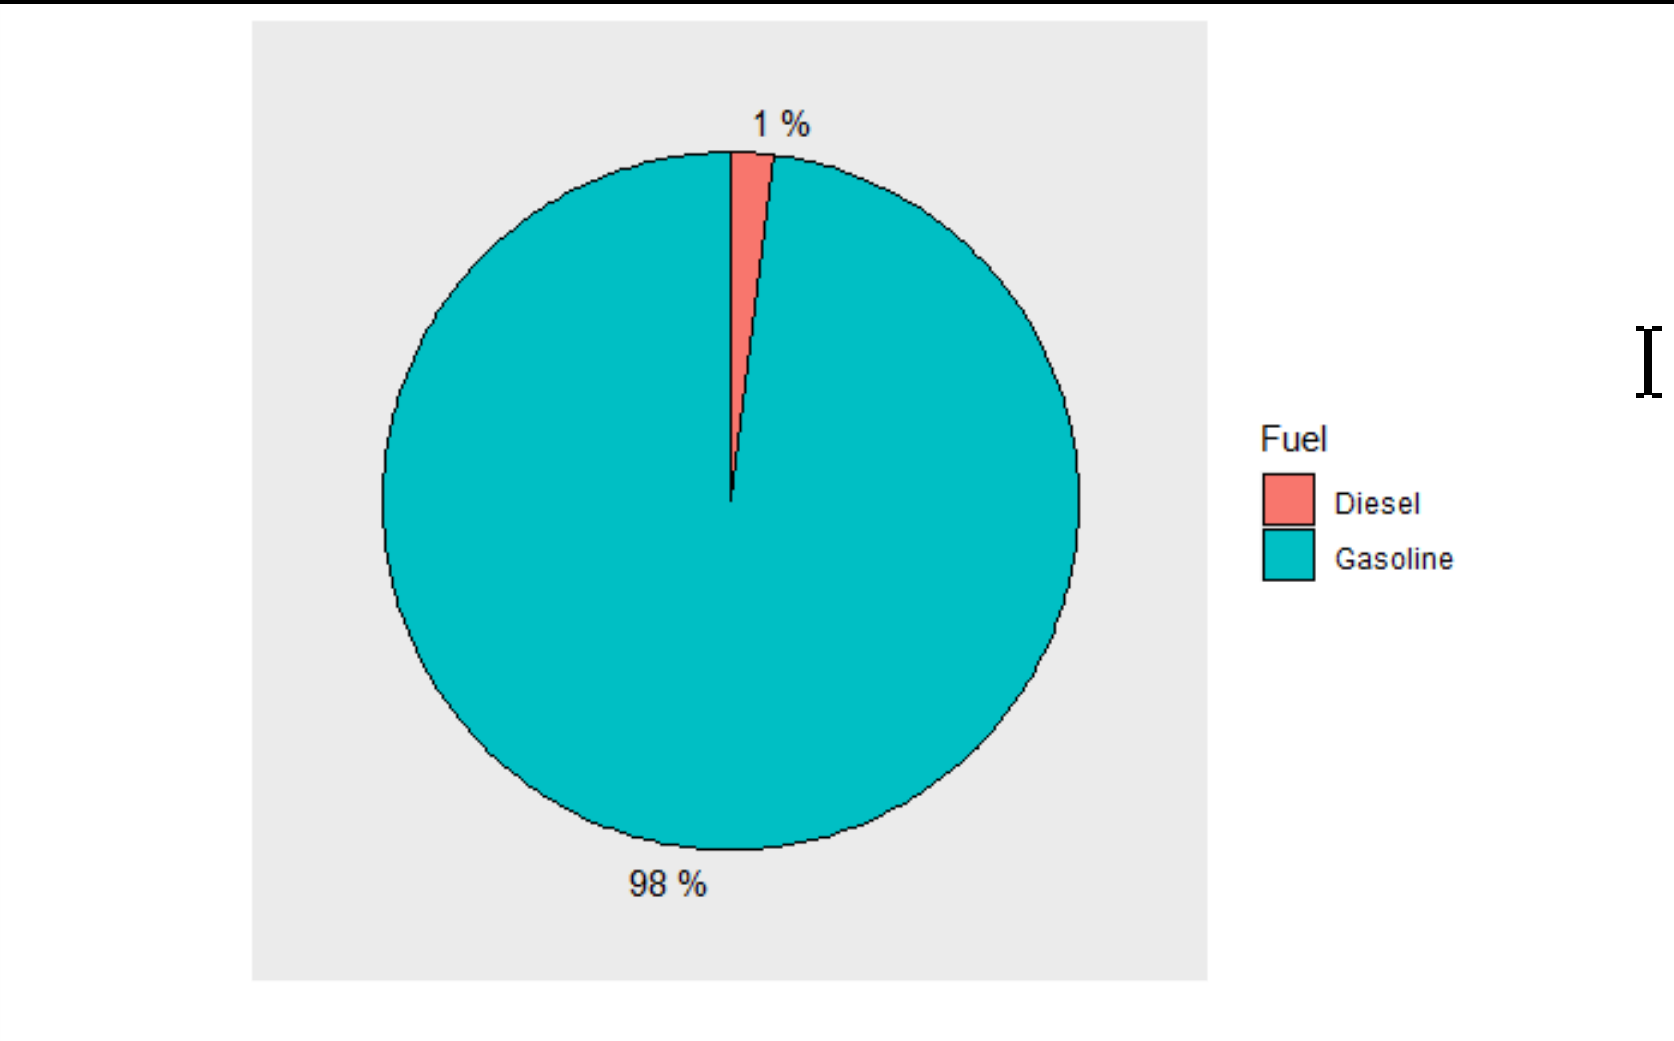 1 %
98 %
Fuel
Diesel
Gasoline